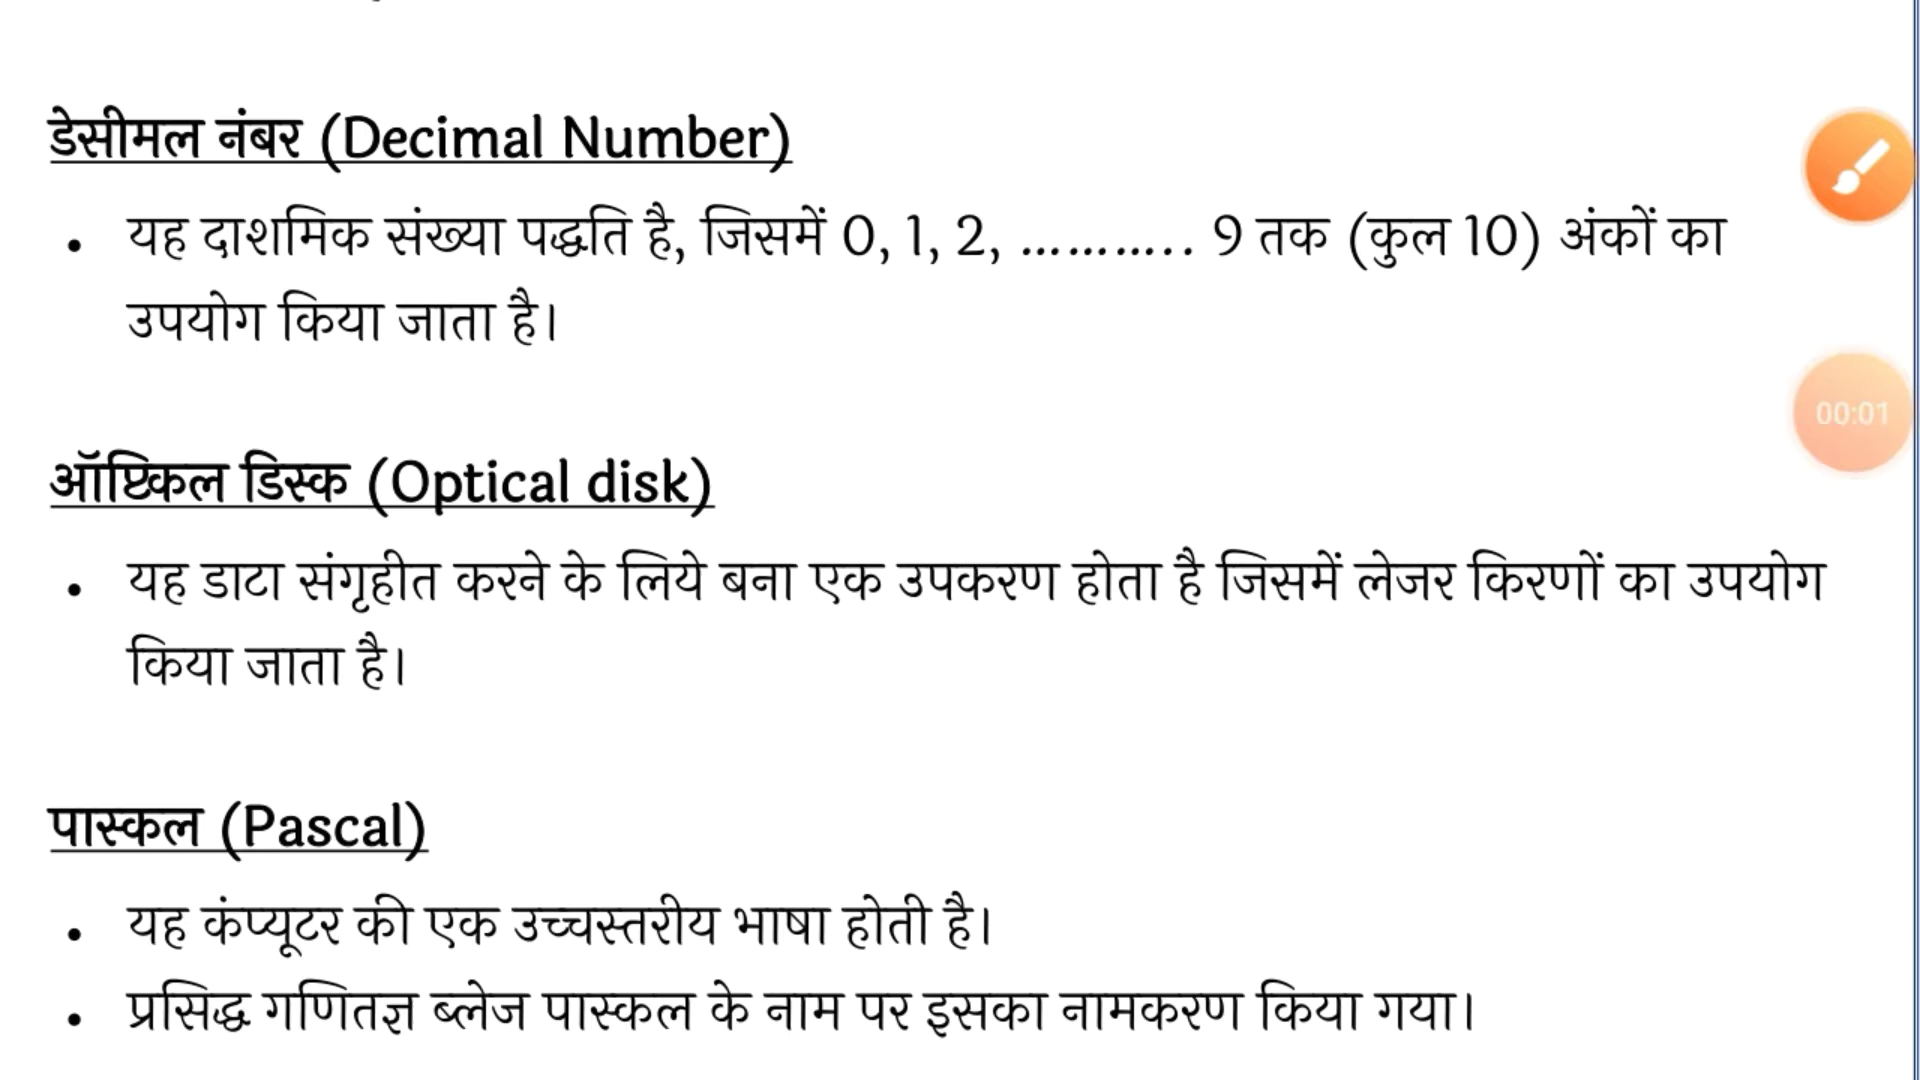 डेसीमल नंबर (Decimal Number)
• यह दाशमिक संख्या पद्धति है, जिसमें 0, 1, 2, ........... 9 तक (कुल 10) अंकों का
उपयोग किया जाता है।
00:01
ऑप्टिकल डिस्क (Optical disk)
• यह डाटा संगृहीत करने के लिये बना एक उपकरण होता है जिसमें लेजर किरणों का उपयोग
किया जाता है।
पास्कल (Pascal)
• यह कंप्यूटर की एक उच्चस्तरीय भाषा होती है।
• प्रसिद्ध गणितज्ञ ब्लेज पास्कल के नाम पर इसका नामकरण किया गया।